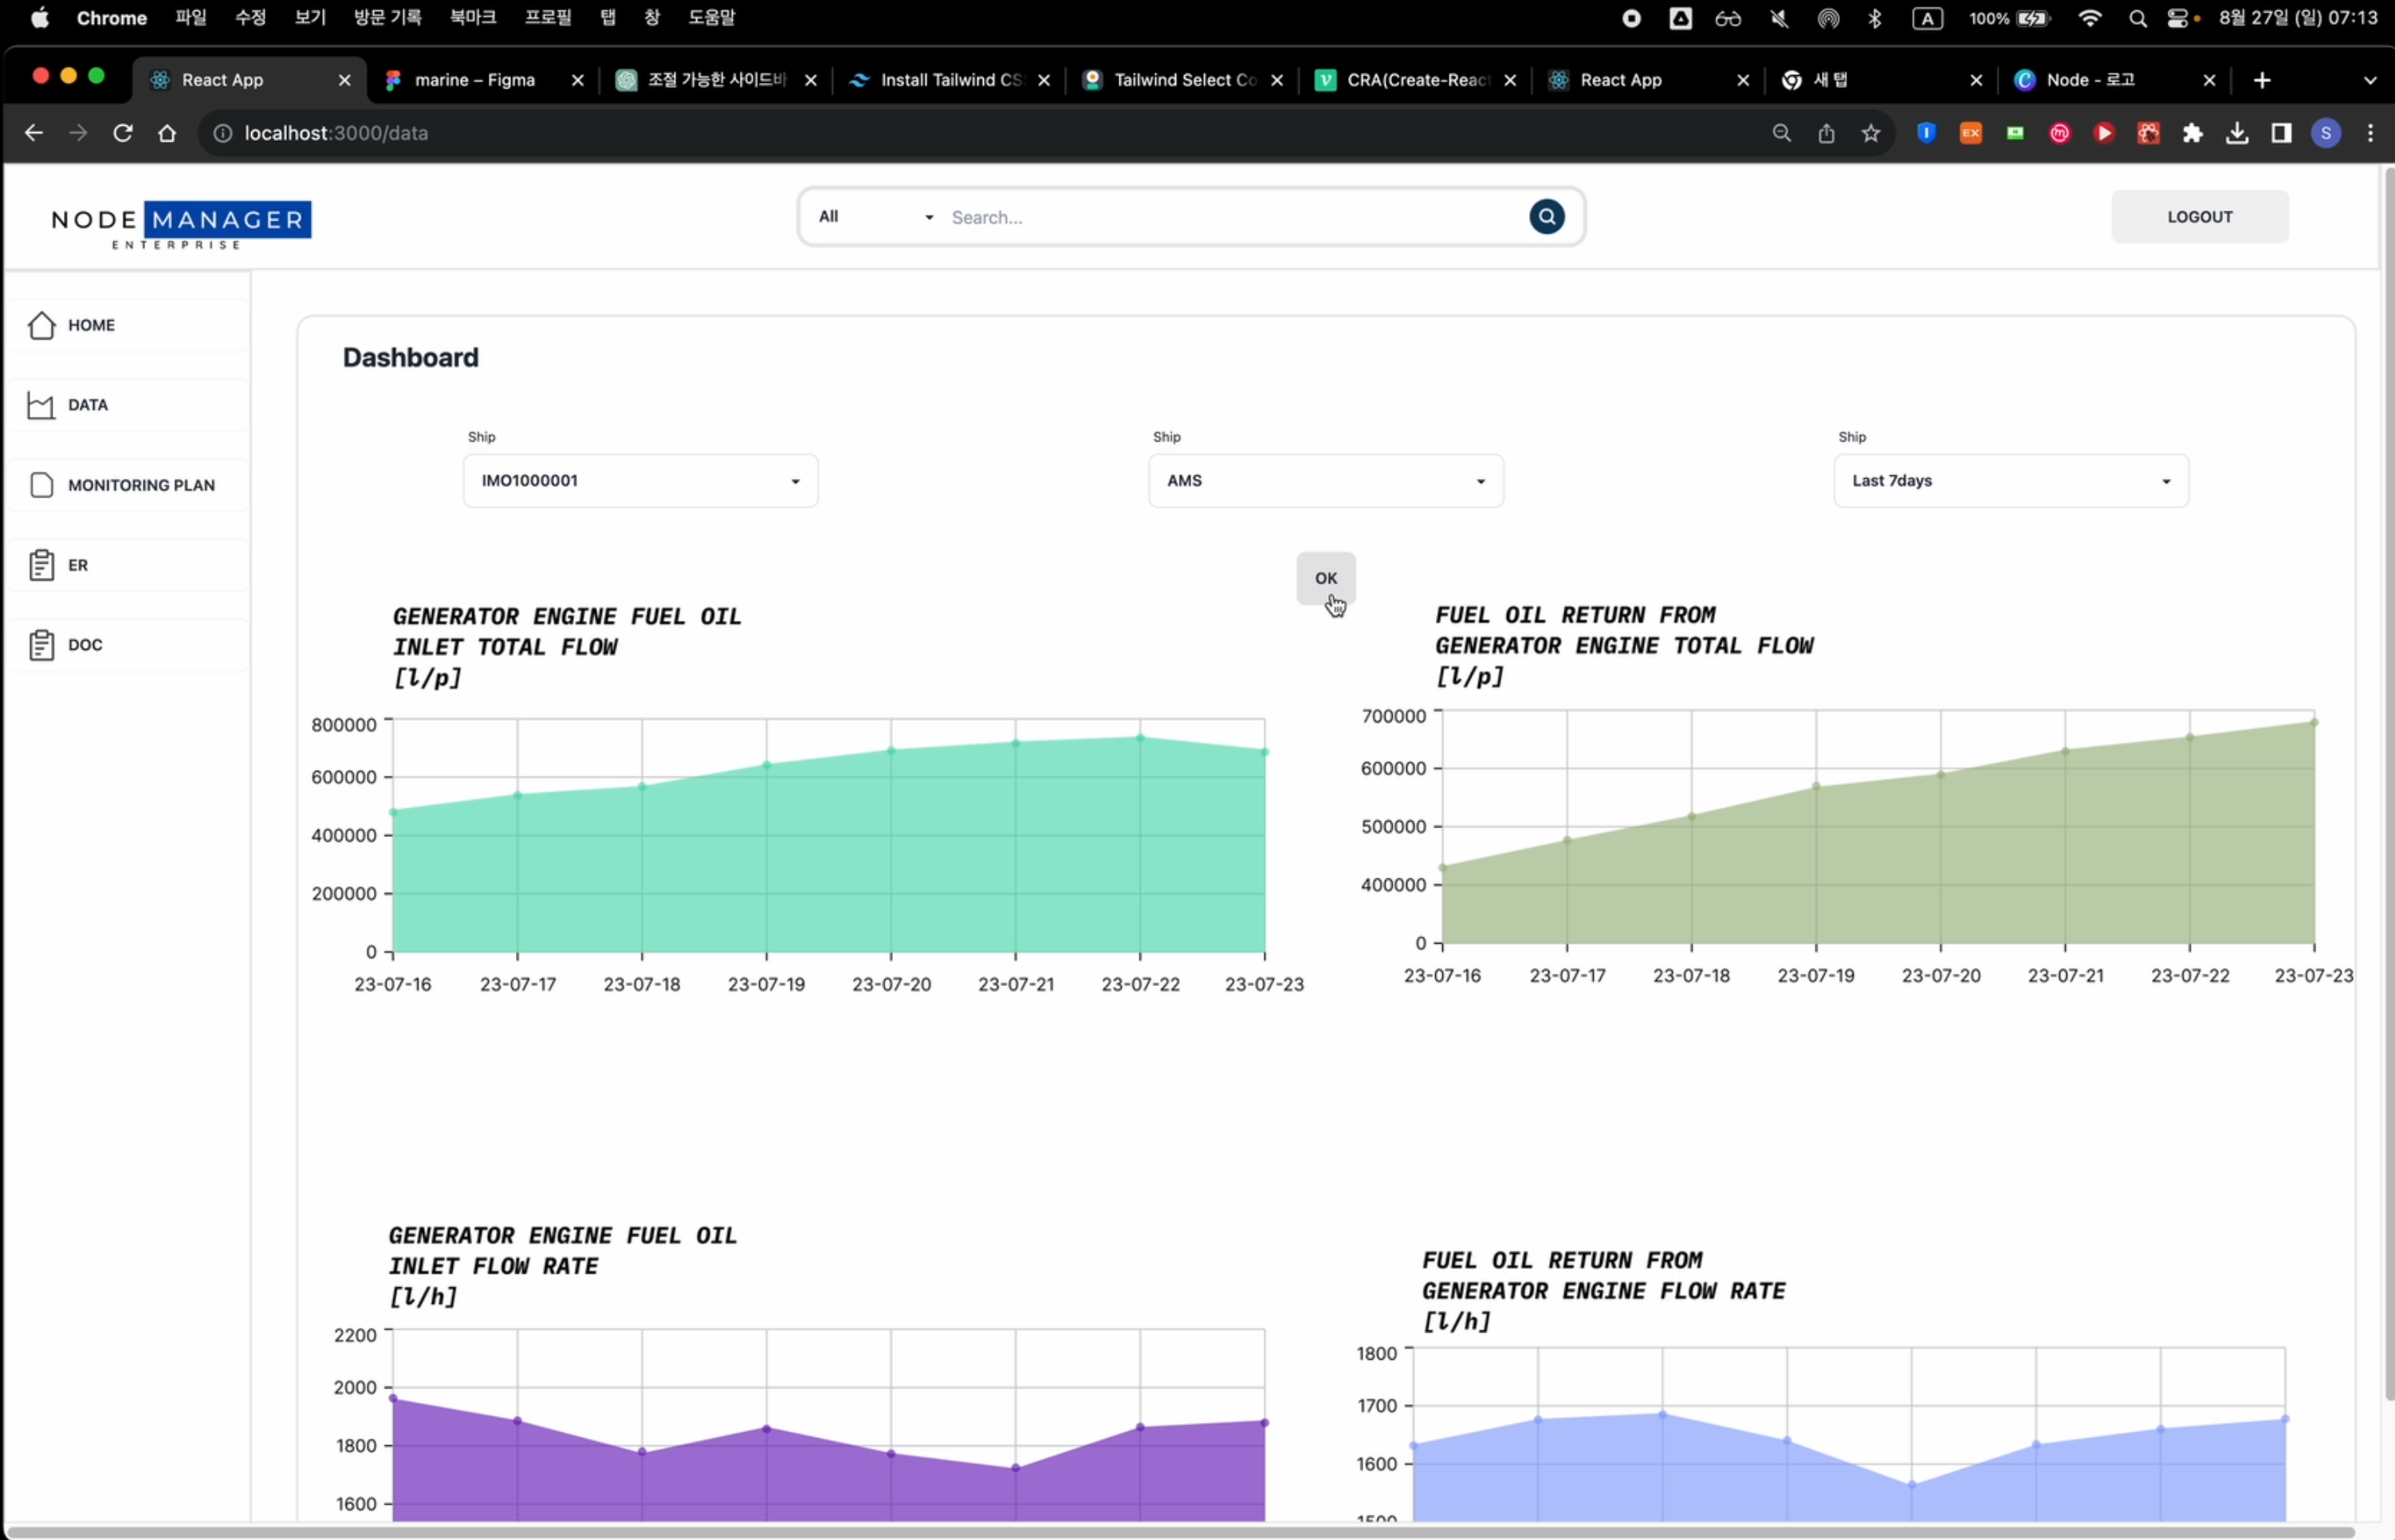 Chrome 파일 수정 보기 방문 기록 북마크 프로필 탭 창 도움말 A 100% 8월 27일 (일) 07:13
React App marine – Figma 조절 가능한 사이드바 Install Tailwind CS Tailwind Select Co CRA(Create-React React App 새 탭 Node - 로고
localhost:3000/data
NODE MANAGER
ENTERPRISE
All Search...
LOGOUT
HOME
DATA
MONITORING PLAN
ER
DOC
Dashboard
Ship Ship Ship
IMO1000001 AMS Last 7days
OK
GENERATOR ENGINE FUEL OIL
INLET TOTAL FLOW
[l/p]
800000
600000
400000
200000
0
23-07-16 23-07-17 23-07-18 23-07-19 23-07-20 23-07-21 23-07-22 23-07-23
FUEL OIL RETURN FROM
GENERATOR ENGINE TOTAL FLOW
[l/p]
700000
600000
500000
400000
0
23-07-16 23-07-17 23-07-18 23-07-19 23-07-20 23-07-21 23-07-22 23-07-23
GENERATOR ENGINE FUEL OIL
INLET FLOW RATE
[l/h]
2200
2000
1800
1600
FUEL OIL RETURN FROM
GENERATOR ENGINE FLOW RATE
[l/h]
1800
1700
1600
1500